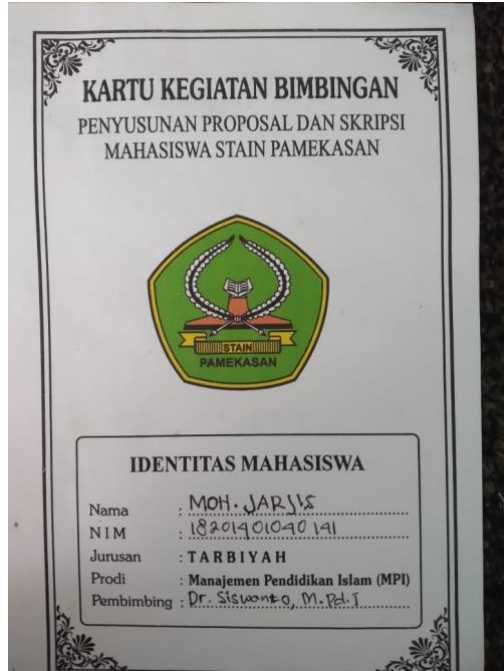 KARTU KEGIATAN BIMBINGAN
PENYUSUNAN PROPOSAL DAN SKRIPSI
MAHASISWA STAIN PAMEKASAN
STAIN
PAMEKASAN
IDENTITAS MAHASISWA
Nama : MOH. JARJIS
NIM : 18201401040141
Jurusan : TARBIYAH
Prodi : Manajemen Pendidikan Islam (MPI)
Pembimbing : Dr. Siswanto, M.Pd.I